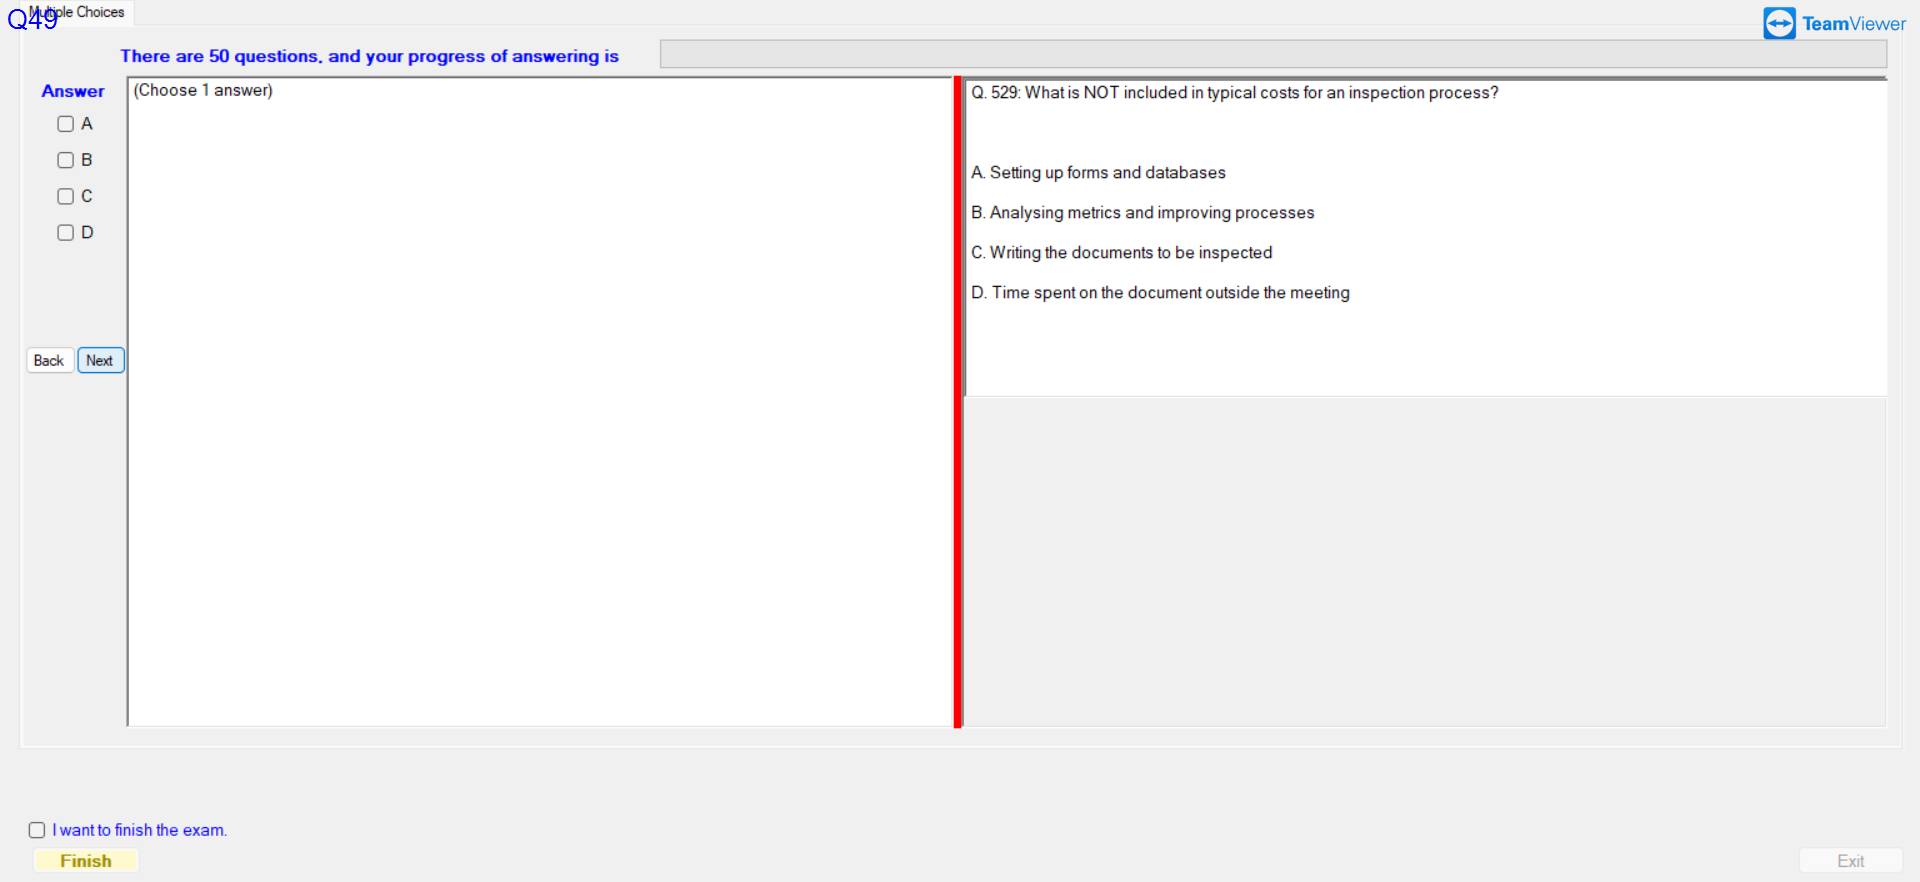 Q49
Multiple Choices
TeamViewer
There are 50 questions, and your progress of answering is
Answer
(Choose 1 answer)
A
B
C
D
Back
Next
Q. 529: What is NOT included in typical costs for an inspection process?
A. Setting up forms and databases
B. Analysing metrics and improving processes
C. Writing the documents to be inspected
D. Time spent on the document outside the meeting
I want to finish the exam.
Finish
Exit